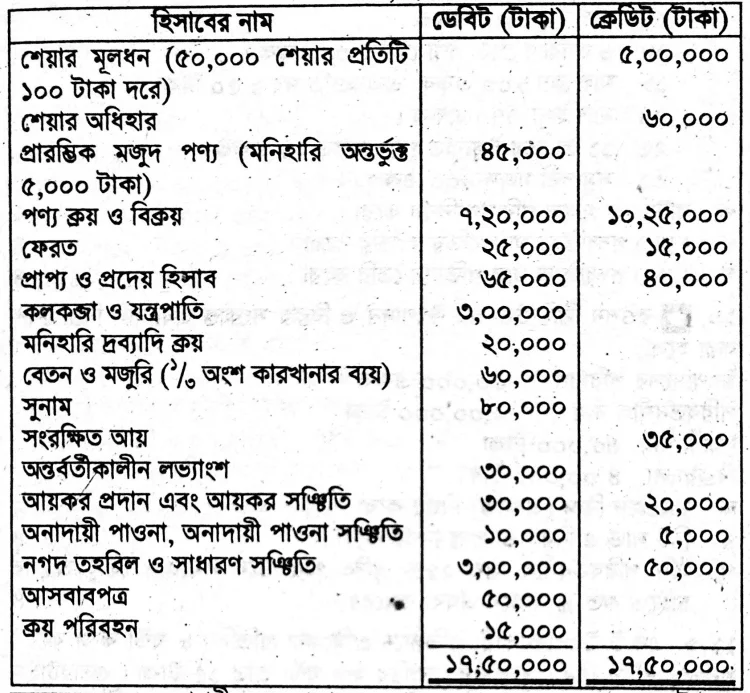 হিসাবের নাম ডেবিট (টাকা) ক্রেডিট (টাকা)
শেয়ার মূলধন (৫০,০০০ শেয়ার প্রতিটি ৫,০০,০০০
১০০ টাকা দরে)
শেয়ার অধিহার ৬০,০০০
প্রারম্ভিক মজুদ পণ্য (মনিহারি অন্তর্ভুক্ত ৪৫,০০০
৫,০০০ টাকা)
পণ্য ক্রয় ও বিক্রয় ৭,২০,০০০ ১০,২৫,০০০
ফেরত ২৫,০০০ ১৫,০০০
প্রাপ্য ও প্রদেয় হিসাব ৬৫,০০০ ৪০,০০০
কলকজা ও যন্ত্রপাতি ৩,০০,০০০
মনিহারি দ্রব্যাদি ক্রয় ২০,০০০
বেতন ও মজুরি (১/৩ অংশ কারখানার ব্যয়) ৬০,০০০
সুনাম ৮০,০০০
সংরক্ষিত আয় ৩৫,০০০
অন্তর্বর্তীকালীন লভ্যাংশ ৩০,০০০
আয়কর প্রদান এবং আয়কর সঞ্চিতি ৩০,০০০ ২০,০০০
অনাদায়ী পাওনা, অনাদায়ী পাওনা সঞ্চিতি ১০,০০০ ৫,০০০
নগদ তহবিল ও সাধারণ সঞ্চিতি ৩,০০,০০০ ৫০,০০০
আসবাবপত্র ৫০,০০০
ক্রয় পরিবহন ১৫,০০০
১৭,৫০,০০০ ১৭,৫০,০০০